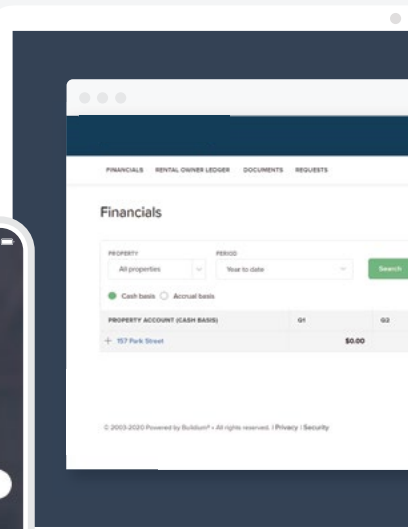 FINANCIALS RENTAL OWNER LEDGER DOCUMENTS REQUESTS
Financials
PROPERTY PERIOD
All properties Year to date Search
Cash basis Accrual basis
PROPERTY ACCOUNT (CASH BASIS) Q1 Q2
157 Park Street $0.00
© 2003-2020 Powered by Buildium® • All rights reserved. | Privacy | Security